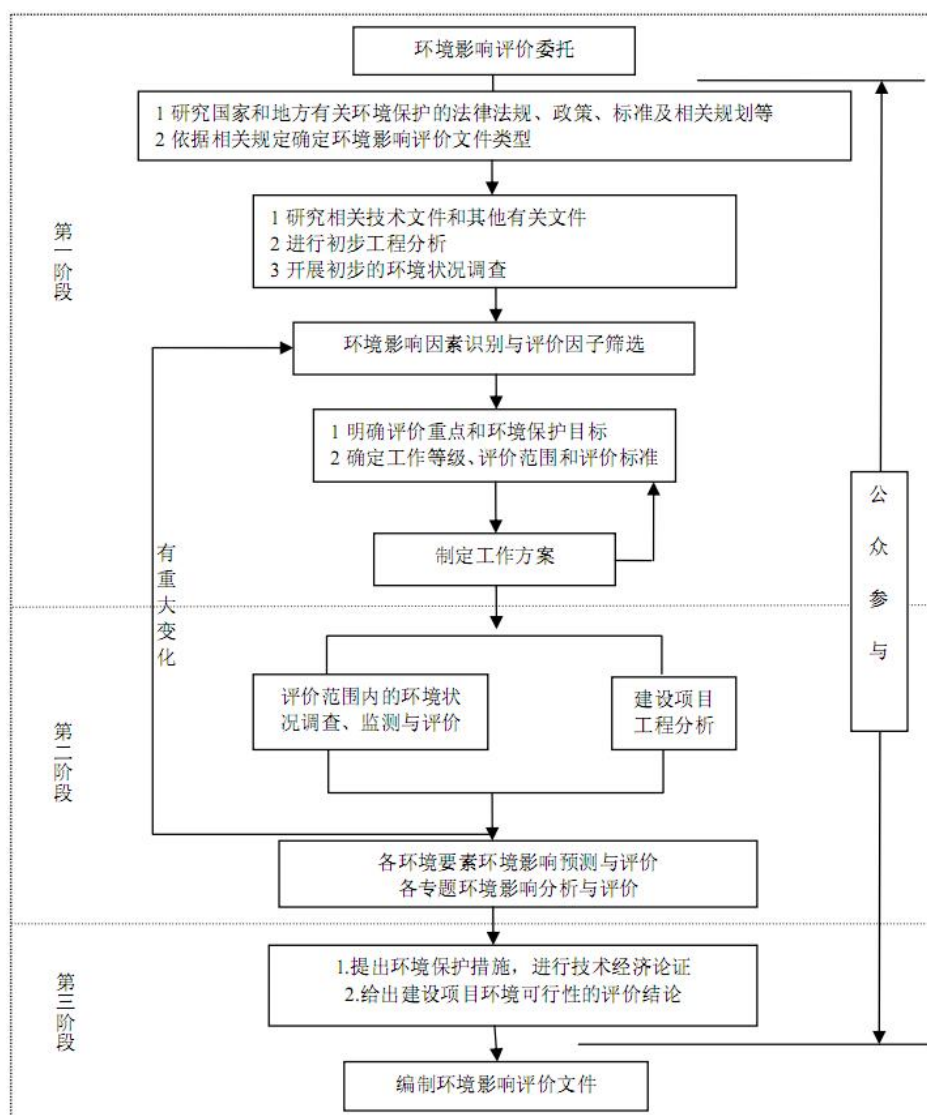 环境影响评价委托
1 研究国家和地方有关环境保护的法律法规、政策、标准及相关规划等
2 依据相关规定确定环境影响评价文件类型
第一阶段
1 研究相关技术文件和其他有关文件
2 进行初步工程分析
3 开展初步的环境状况调查
环境影响因素识别与评价因子筛选
1 明确评价重点和环境保护目标
2 确定工作等级、评价范围和评价标准
公众参与
制定工作方案
有重大变化
第二阶段
评价范围内的环境状
况调查、监测与评价
建设项目
工程分析
各环境要素环境影响预测与评价
各专题环境影响分析与评价
第三阶段
1.提出环境保护措施，进行技术经济论证
2.给出建设项目环境可行性的评价结论
编制环境影响评价文件